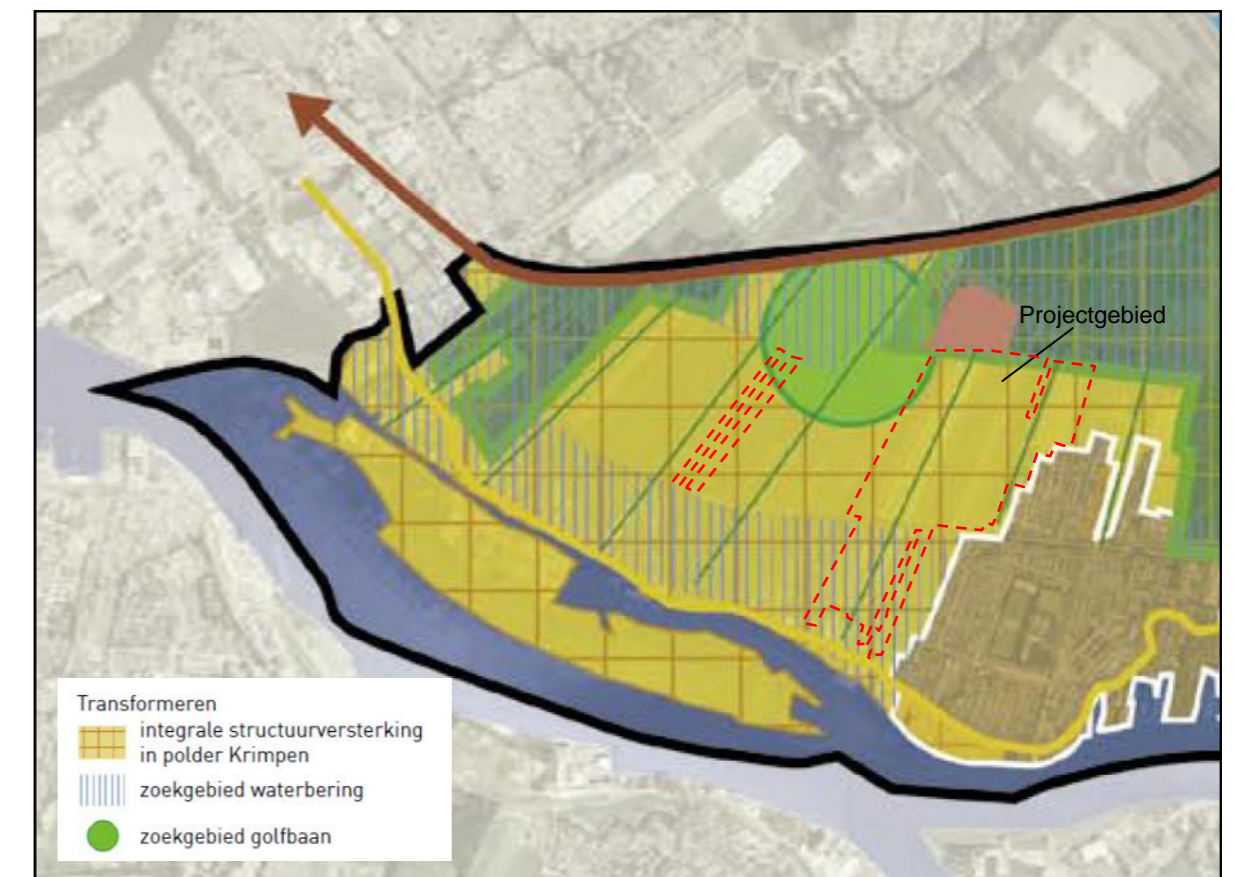 Projectgebied
Transformeren
integrale structuurversterking
in polder Krimpen
zoekgebied waterbering
zoekgebied golfbaan